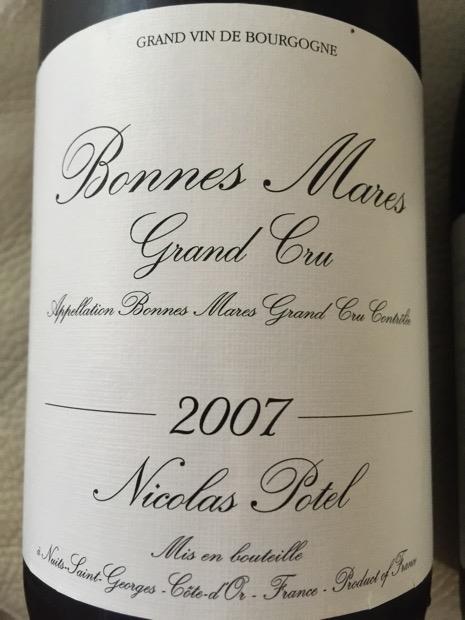 GRAND VIN DE BOURGOGNE
Bonnes Mares
Grand Cru
Appellation Bonnes Mares Grand Cru Contrôlée
2007
Nicolas Potel
Mis en bouteille
à Nuits-Saint-Georges - Côte-d'Or - France - Product of France